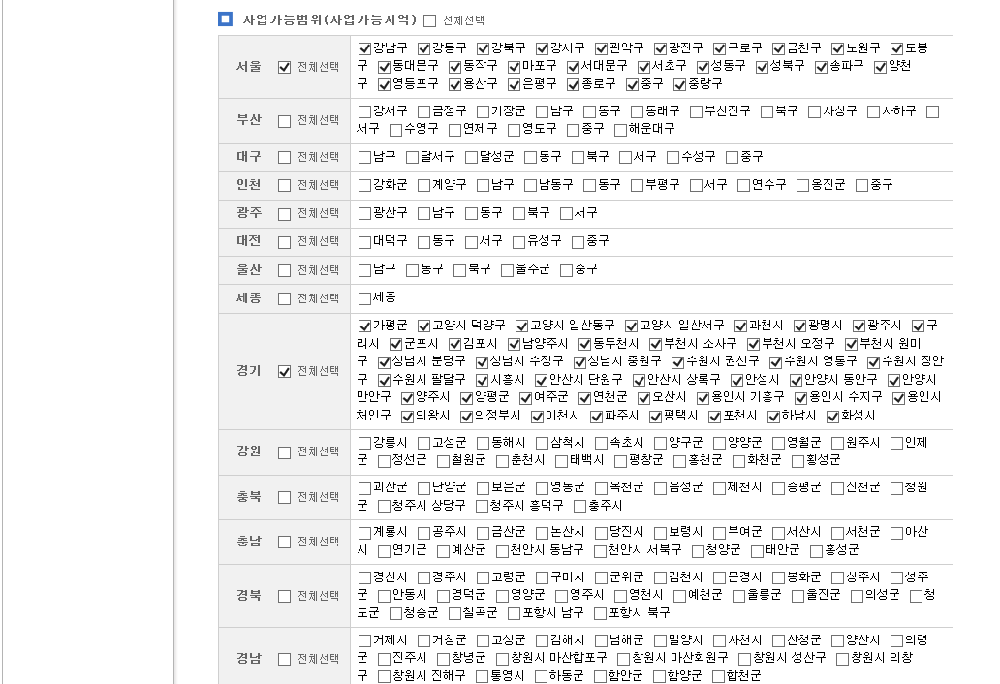 사업가능범위(사업가능지역) 전체선택
서울 전체선택
강남구 강동구 강북구 강서구 관악구 광진구 구로구 금천구 노원구 도봉
구 동대문구 동작구 마포구 서대문구 서초구 성동구 성북구 송파구 양천
구 영등포구 용산구 은평구 종로구 중구 중랑구
부산 전체선택
강서구 금정구 기장군 남구 동구 동래구 부산진구 북구 사상구 사하구
서구 수영구 연제구 영도구 중구 해운대구
대구 전체선택
남구 달서구 달성군 동구 북구 서구 수성구 중구
인천 전체선택
강화군 계양구 남구 남동구 동구 부평구 서구 연수구 옹진군 중구
광주 전체선택
광산구 남구 동구 북구 서구
대전 전체선택
대덕구 동구 서구 유성구 중구
울산 전체선택
남구 동구 북구 울주군 중구
세종 전체선택
세종
경기 전체선택
가평군 고양시 덕양구 고양시 일산동구 고양시 일산서구 과천시 광명시 광주시 구
리시 군포시 김포시 남양주시 동두천시 부천시 소사구 부천시 오정구 부천시 원미
구 성남시 분당구 성남시 수정구 성남시 중원구 수원시 권선구 수원시 영통구 수원시 장안
구 수원시 팔달구 시흥시 안산시 단원구 안산시 상록구 안성시 안양시 동안구 안양시
만안구 양주시 양평군 여주군 연천군 오산시 용인시 기흥구 용인시 수지구 용인시
처인구 의왕시 의정부시 이천시 파주시 평택시 포천시 하남시 화성시
강원 전체선택
강릉시 고성군 동해시 삼척시 속초시 양구군 양양군 영월군 원주시 인제
군 정선군 철원군 춘천시 태백시 평창군 홍천군 화천군 횡성군
충북 전체선택
괴산군 단양군 보은군 영동군 옥천군 음성군 제천시 증평군 진천군 청원
군 청주시 상당구 청주시 흥덕구 충주시
충남 전체선택
계룡시 공주시 금산군 논산시 당진시 보령시 부여군 서산시 서천군 아산
시 연기군 예산군 천안시 동남구 천안시 서북구 청양군 태안군 홍성군
경북 전체선택
경산시 경주시 고령군 구미시 군위군 김천시 문경시 봉화군 상주시 성주
군 안동시 영덕군 영양군 영주시 영천시 예천군 울릉군 울진군 의성군 청
도군 청송군 칠곡군 포항시 남구 포항시 북구
경남 전체선택
거제시 거창군 고성군 김해시 남해군 밀양시 사천시 산청군 양산시 의령
군 진주시 창녕군 창원시 마산합포구 창원시 마산회원구 창원시 성산구 창원시 의창
구 창원시 진해구 통영시 하동군 함안군 함양군 합천군